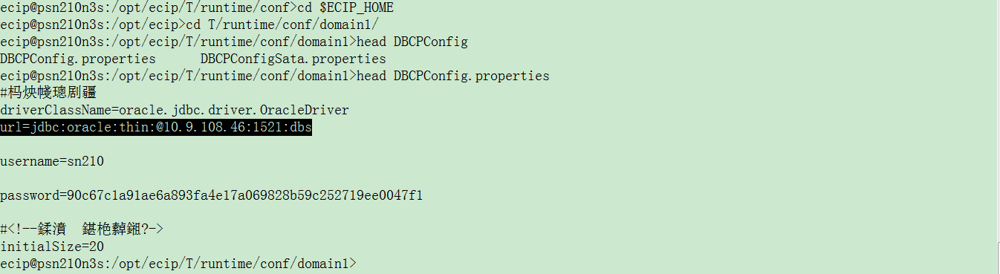 ecip@psn210n3s:/opt/ecip/T/runtime/conf>cd $ECIP_HOME
ecip@psn210n3s:/opt/ecip>cd T/runtime/conf/domain1/
ecip@psn210n3s:/opt/ecip/T/runtime/conf/domain1>head DBCPConfig
DBCPConfig.properties      DBCPConfigSata.properties
ecip@psn210n3s:/opt/ecip/T/runtime/conf/domain1>head DBCPConfig.properties
#杩炴帴璁剧疆
driverClassName=oracle.jdbc.driver.OracleDriver
url=jdbc:oracle:thin:@10.9.108.46:1521:dbs
username=sn210
password=90c67c1a91ae6a893fa4e17a069828b59c252719ee0047f1
#<!--鍒濆  鍖栬繛鎺?->
initialSize=20
ecip@psn210n3s:/opt/ecip/T/runtime/conf/domain1>